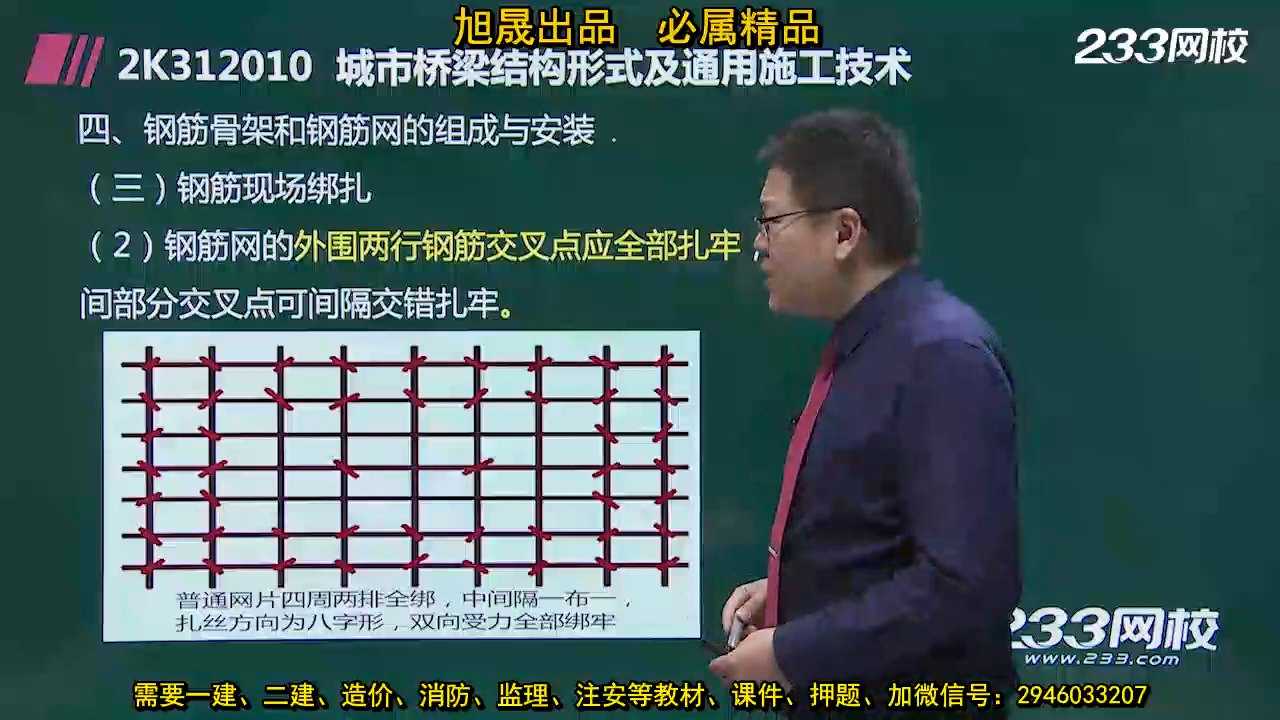 旭晟出品 必属精品
233网校
2K312010 城市桥梁结构形式及通用施工技术
四、钢筋骨架和钢筋网的组成与安装.
（三）钢筋现场绑扎
（2）钢筋网的外围两行钢筋交叉点应全部扎牢，
间部分交叉点可间隔交错扎牢。
普通网片四周两排全绑，中间隔一布一，
扎丝方向为八字形，双向受力全部绑牢
233网校
www.233.com
需要一建、二建、造价、消防、监理、注安等教材、课件、押题、加微信号：2946033207